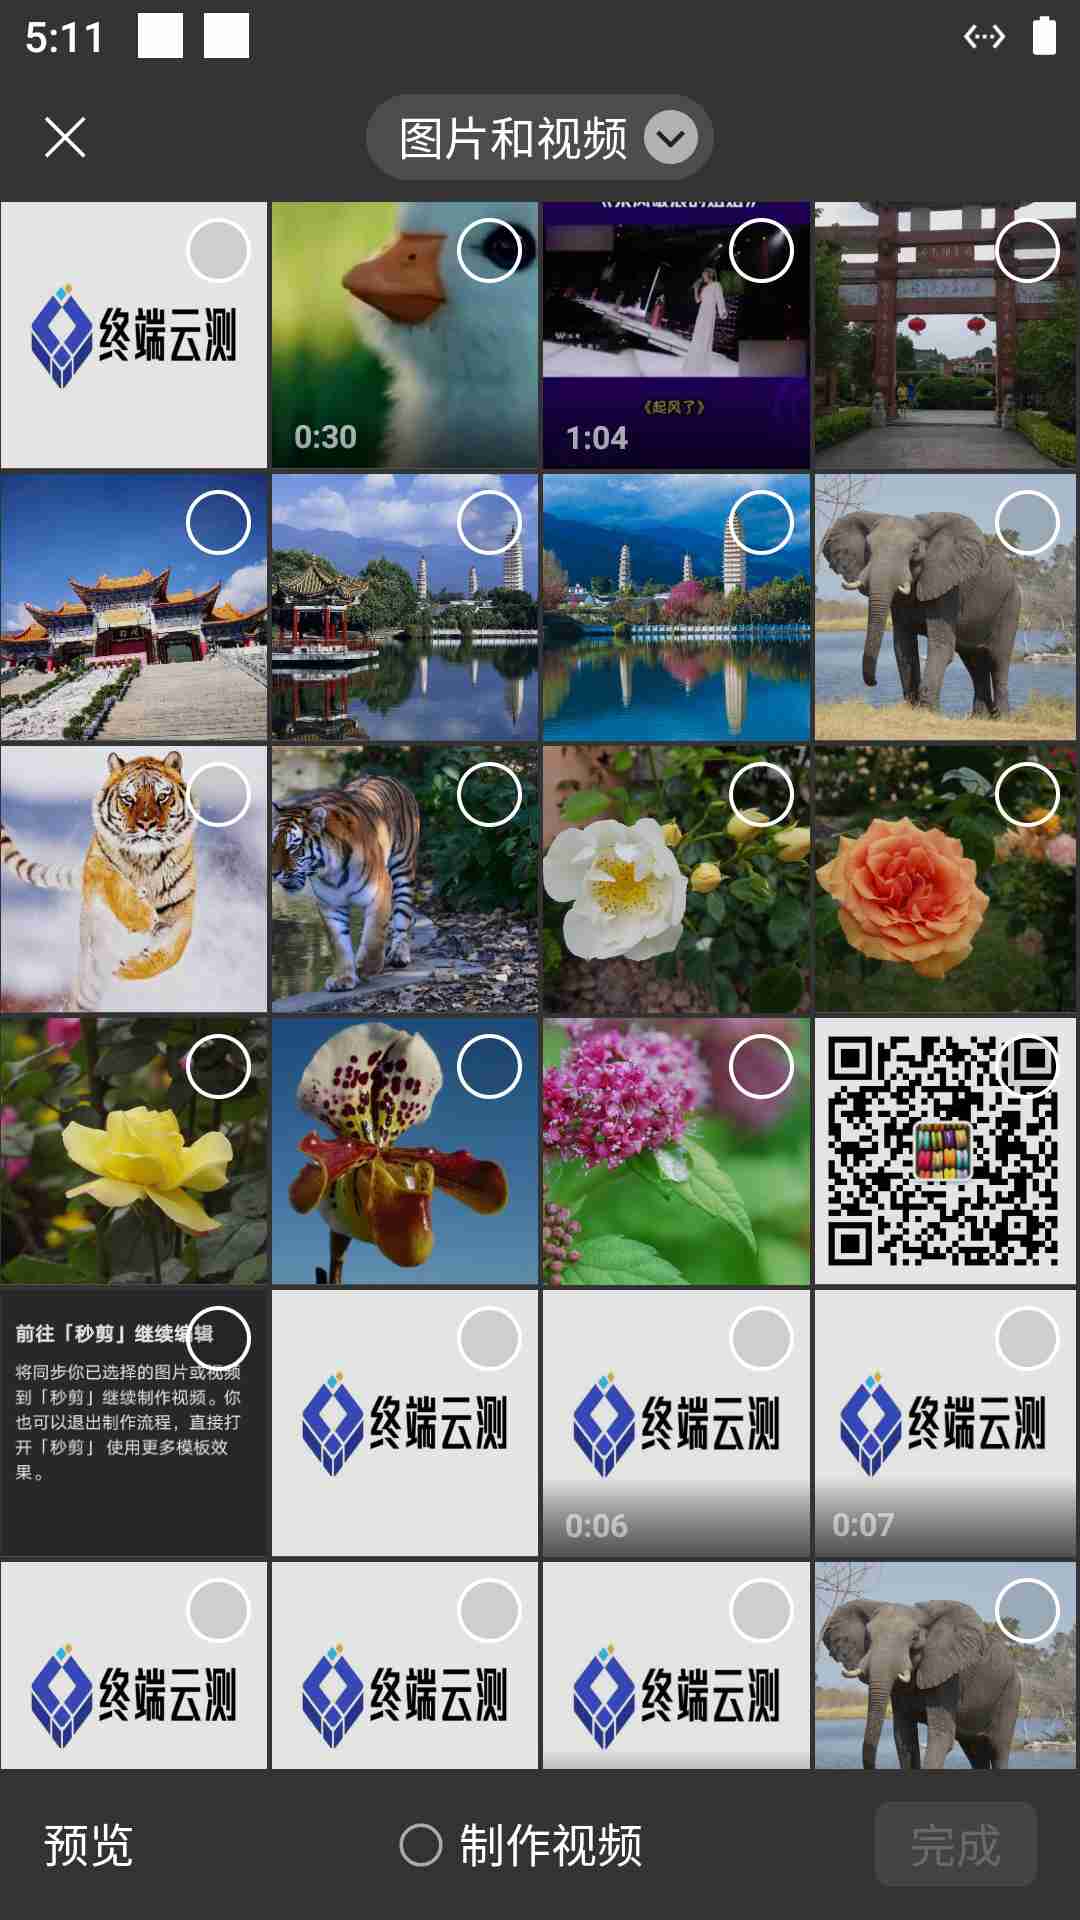 5:11
图片和视频
终端云测
0:30
1:04
《起风了》
前往「秒剪」继续编辑
将同步你已选择的图片或视频
到「秒剪」继续制作视频。你
也可以退出制作流程，直接打
开「秒剪」 使用更多模板效
果。
终端云测
终端云测
0:06
终端云测
0:07
终端云测
终端云测
终端云测
预览
制作视频
完成